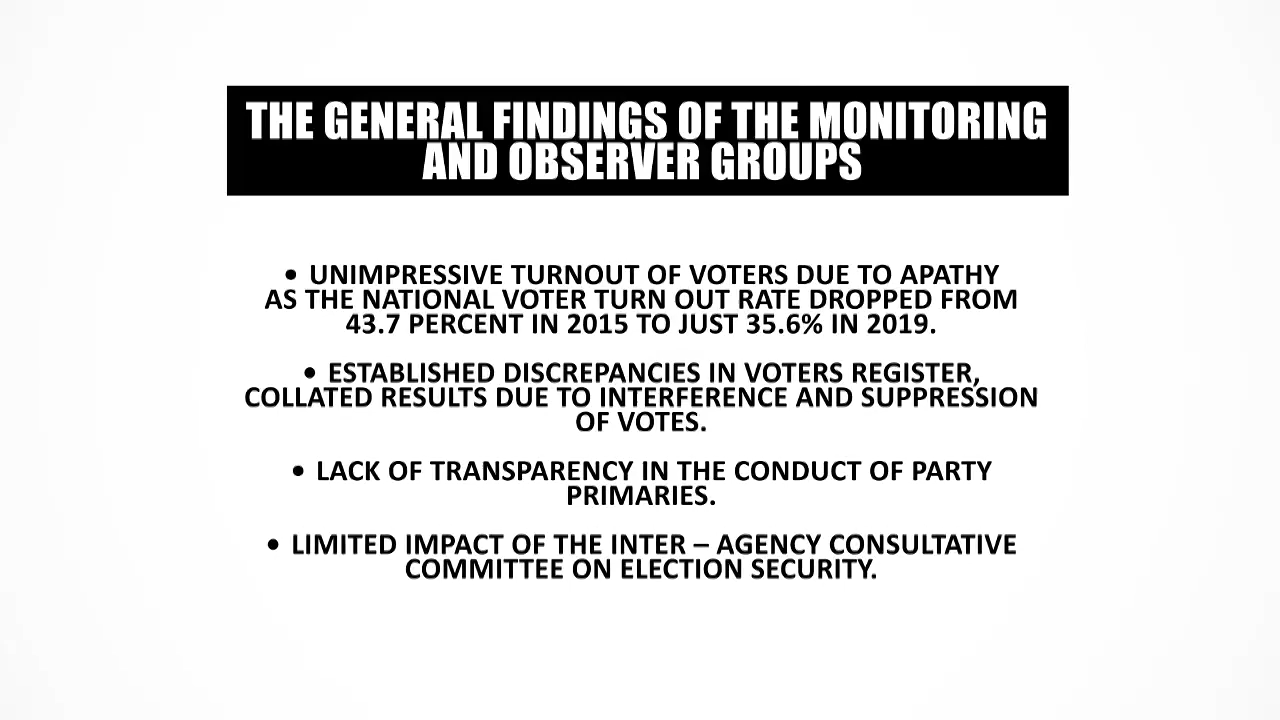 THE GENERAL FINDINGS OF THE MONITORING
AND OBSERVER GROUPS
• UNIMPRESSIVE TURNOUT OF VOTERS DUE TO APATHY
AS THE NATIONAL VOTER TURN OUT RATE DROPPED FROM
43.7 PERCENT IN 2015 TO JUST 35.6% IN 2019.
• ESTABLISHED DISCREPANCIES IN VOTERS REGISTER,
COLLATED RESULTS DUE TO INTERFERENCE AND SUPPRESSION
OF VOTES.
• LACK OF TRANSPARENCY IN THE CONDUCT OF PARTY
PRIMARIES.
• LIMITED IMPACT OF THE INTER – AGENCY CONSULTATIVE
COMMITTEE ON ELECTION SECURITY.